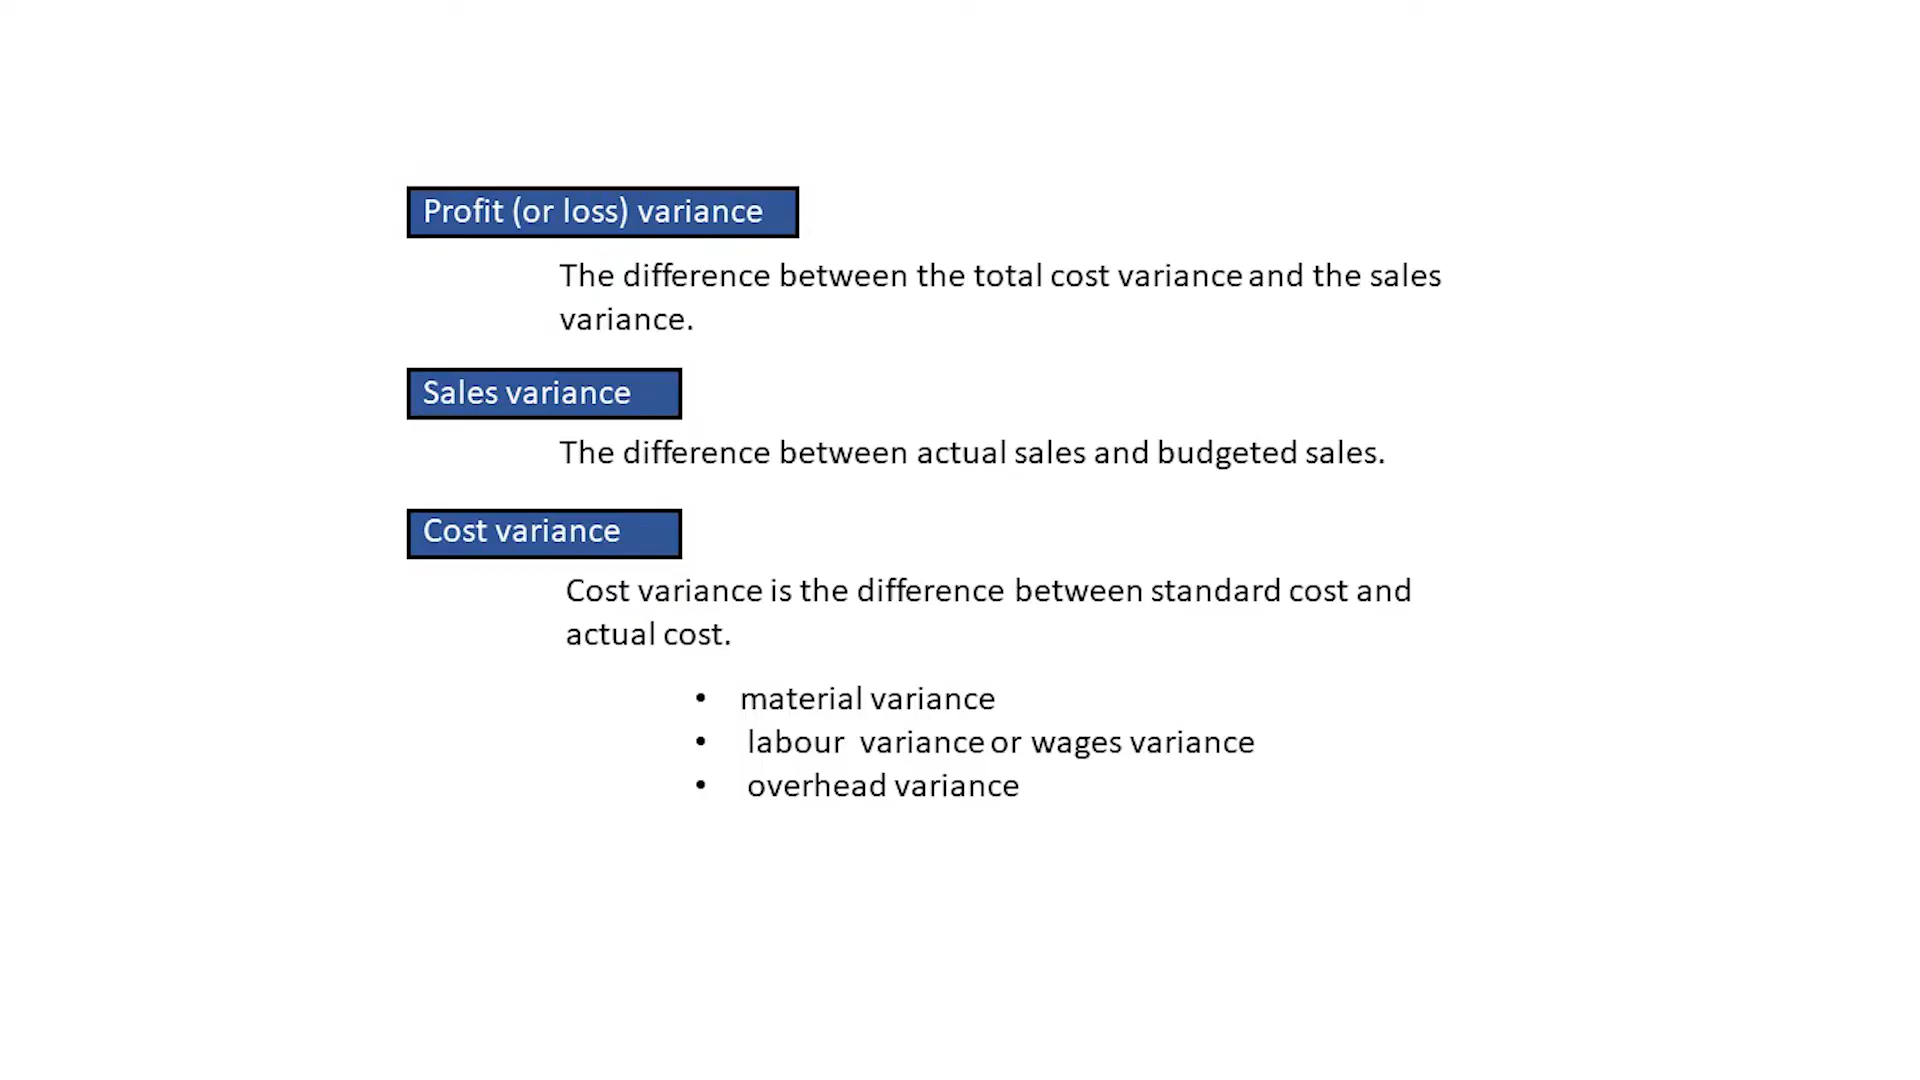 Profit (or loss) variance
The difference between the total cost variance and the sales
variance.
Sales variance
The difference between actual sales and budgeted sales.
Cost variance
Cost variance is the difference between standard cost and
actual cost.
• material variance
• labour variance or wages variance
• overhead variance